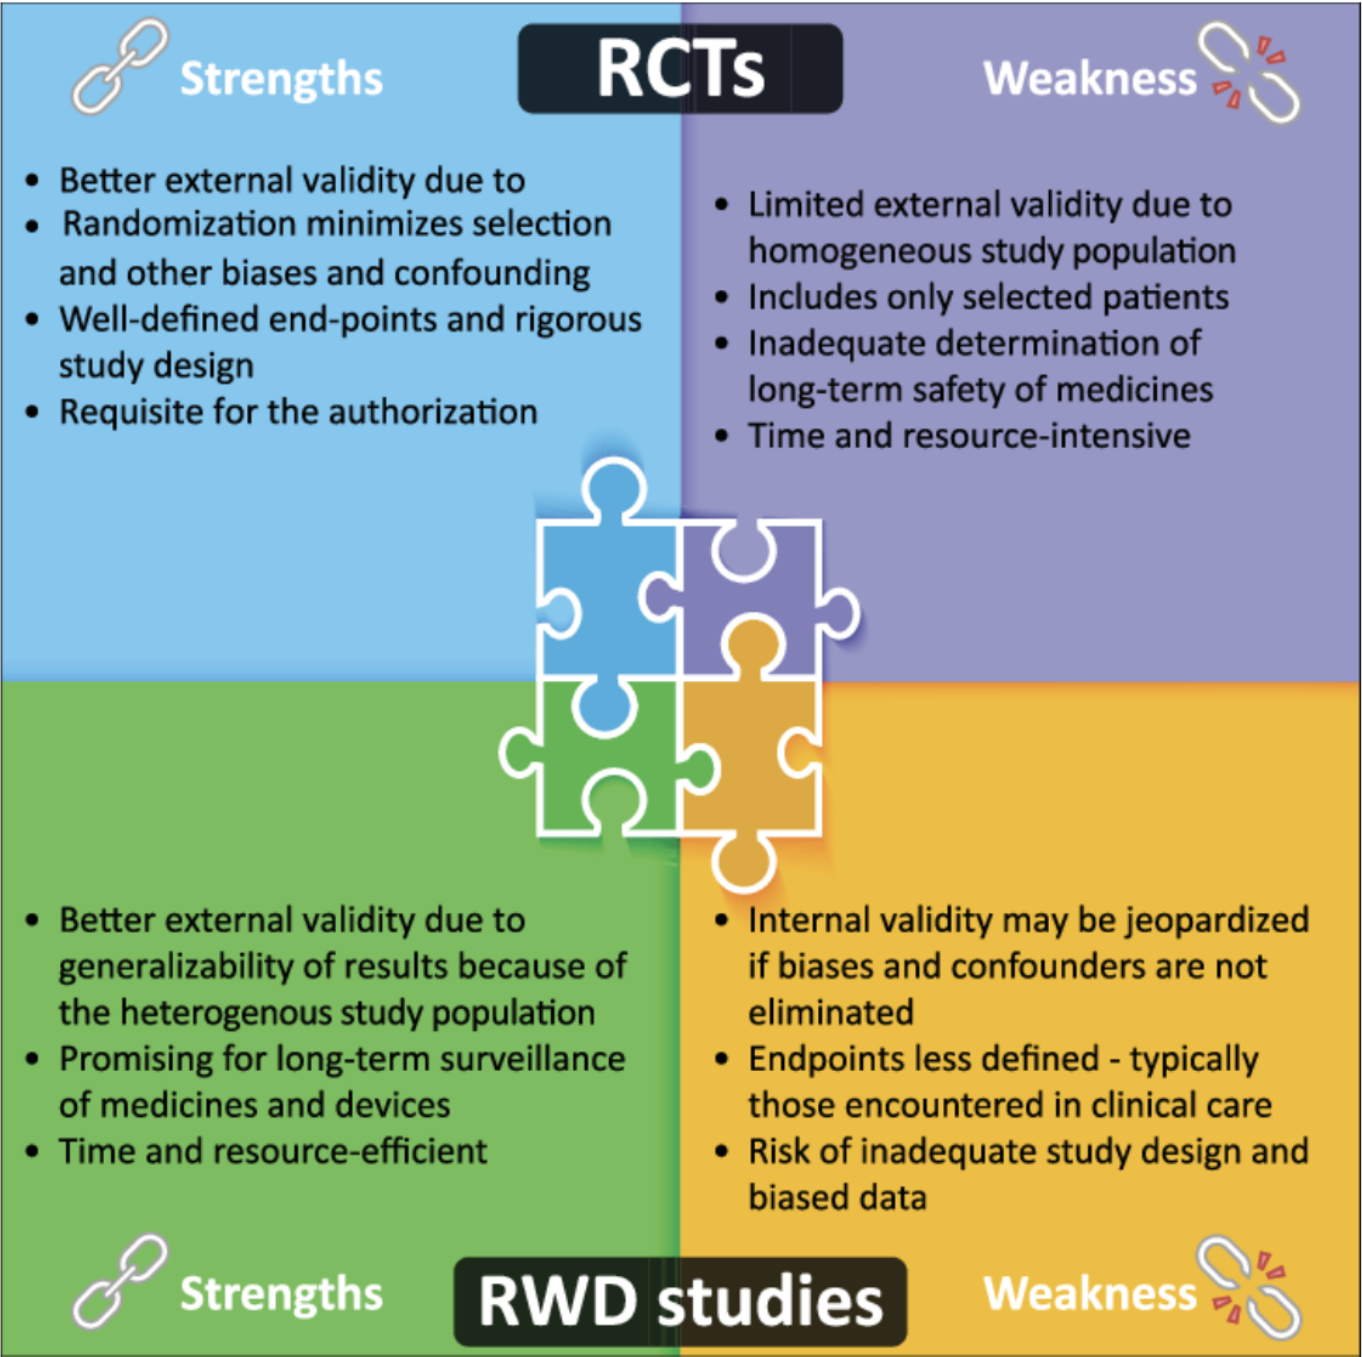 RCTs
Strengths
• Better external validity due to
• Randomization minimizes selection
and other biases and confounding
• Well-defined end-points and rigorous
study design
• Requisite for the authorization
Weakness
• Limited external validity due to
homogeneous study population
• Includes only selected patients
• Inadequate determination of
long-term safety of medicines
• Time and resource-intensive
• Better external validity due to
generalizability of results because of
the heterogenous study population
• Promising for long-term surveillance
of medicines and devices
• Time and resource-efficient
Strengths
• Internal validity may be jeopardized
if biases and confounders are not
eliminated
• Endpoints less defined - typically
those encountered in clinical care
• Risk of inadequate study design and
biased data
Weakness
RWD studies